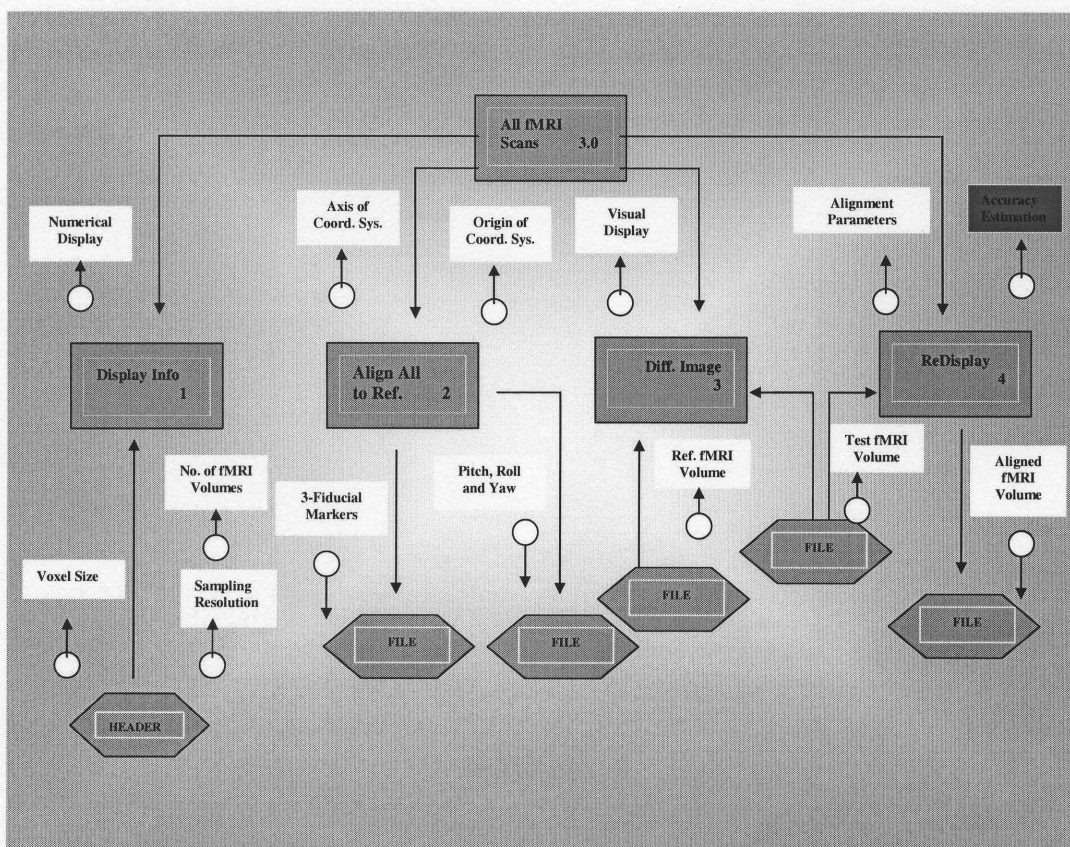 All fMRI
Scans 3.0
Numerical
Display
Axis of
Coord. Sys.
Origin of
Coord. Sys.
Visual
Display
Alignment
Parameters
Accuracy
Estimation
Display Info
1
Align All
to Ref. 2
Diff. Image
3
ReDisplay
4
No. of fMRI
Volumes
3-Fiducial
Markers
Pitch, Roll
and Yaw
Ref. fMRI
Volume
Test fMRI
Volume
Aligned
fMRI
Volume
Voxel Size
Sampling
Resolution
FILE
FILE
FILE
FILE
FILE
HEADER